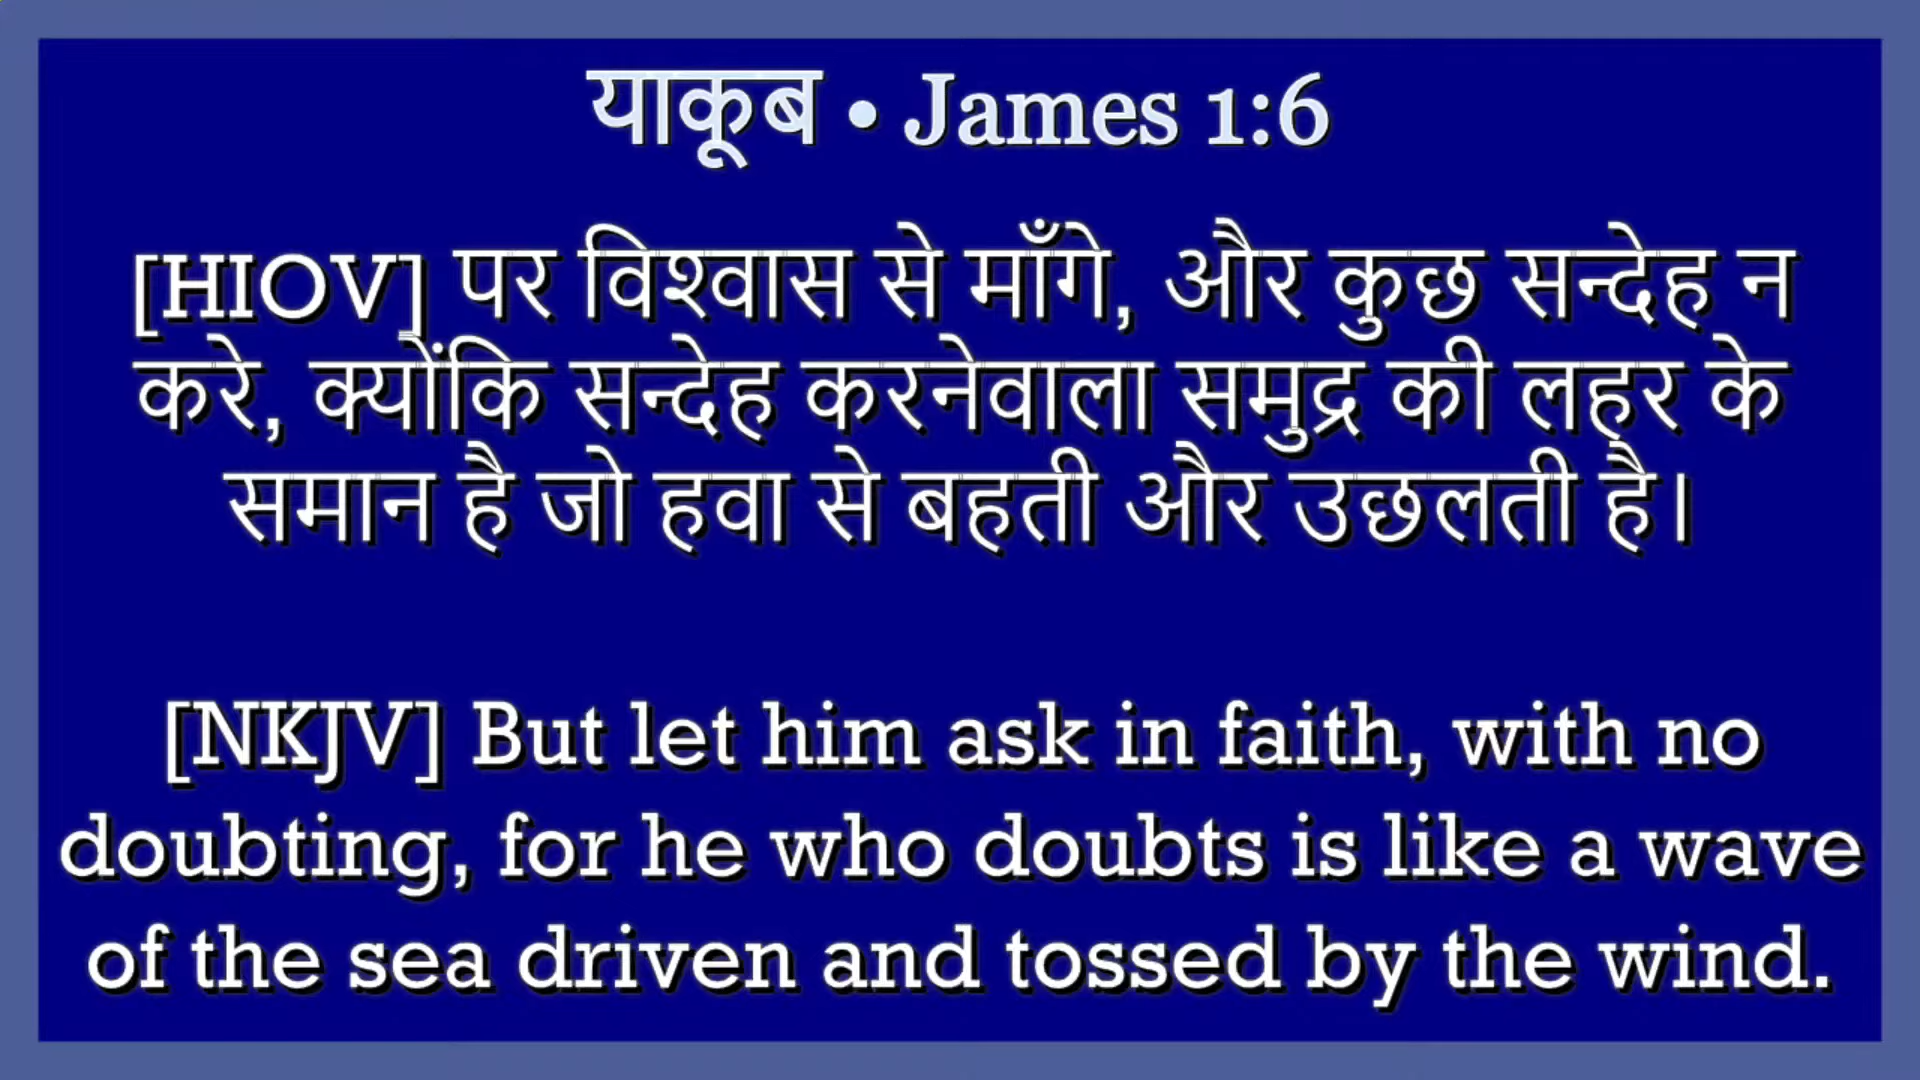 याकूब • James 1:6
[HIOV] पर विश्वास से माँगे, और कुछ सन्देह न
करे, क्योंकि सन्देह करनेवाला समुद्र की लहर के
समान है जो हवा से बहती और उछलती है।
[NKJV] But let him ask in faith, with no
doubting, for he who doubts is like a wave
of the sea driven and tossed by the wind.